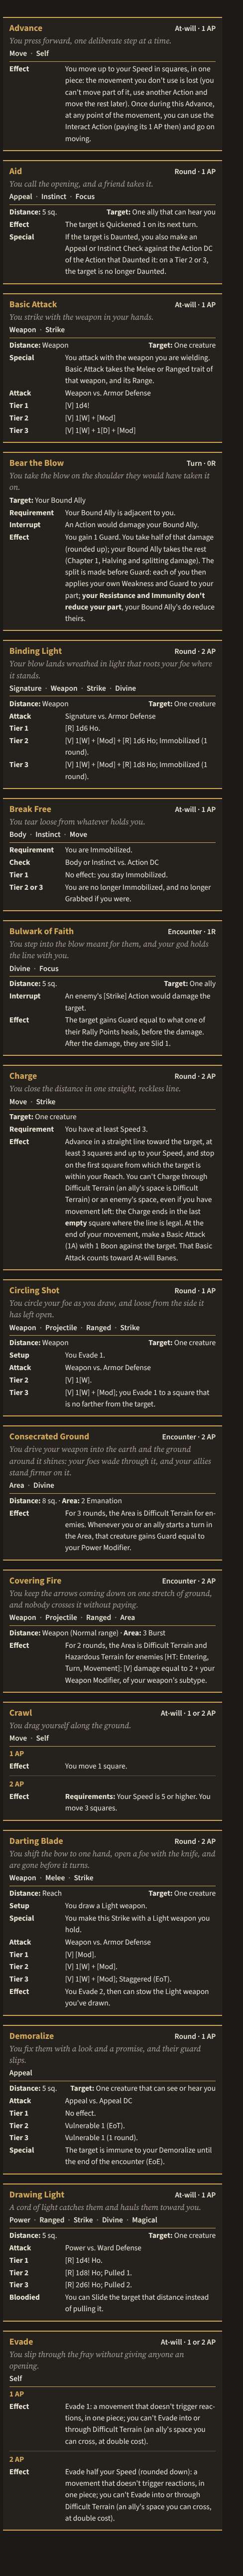 Advance At-will · 1 AP
You press forward, one deliberate step at a time.
Move · Self
Effect You move up to your Speed in squares, in one
piece: the movement you don't use is lost (you
can't move part of it, use another Action and
move the rest later). Once during this Advance,
at any point of the movement, you can use the
Interact Action (paying its 1 AP then) and go on
moving.
Aid Round · 1 AP
You call the opening, and a friend takes it.
Appeal · Instinct · Focus
Distance: 5 sq. Target: One ally that can hear you
Effect The target is Quickened 1 on its next turn.
Special If the target is Daunted, you also make an
Appeal or Instinct Check against the Action DC
of the Action that Daunted it: on a Tier 2 or 3,
the target is no longer Daunted.
Basic Attack At-will · 1 AP
You strike with the weapon in your hands.
Weapon · Strike
Distance: Weapon Target: One creature
Special You attack with the weapon you are wielding.
Basic Attack takes the Melee or Ranged trait of
that weapon, and its Range.
Attack Weapon vs. Armor Defense
Tier 1 [V] 1d4!
Tier 2 [V] 1[W] + [Mod]
Tier 3 [V] 1[W] + 1[D] + [Mod]
Bear the Blow Turn · 0R
You take the blow on the shoulder they would have taken it
on.
Target: Your Bound Ally
Requirement Your Bound Ally is adjacent to you.
Interrupt An Action would damage your Bound Ally.
Effect You gain 1 Guard. You take half of that damage
(rounded up); your Bound Ally takes the rest
(Chapter 1, Halving and splitting damage). The
split is made before Guard: each of you then
applies your own Weakness and Guard to your
part; your Resistance and Immunity don't
reduce your part, your Bound Ally's do reduce
theirs.
Binding Light Round · 2 AP
Your blow lands wreathed in light that roots your foe where
it stands.
Signature · Weapon · Strike · Divine
Distance: Weapon Target: One creature
Attack Signature vs. Armor Defense
Tier 1 [R] 1d6 Ho.
Tier 2 [V] 1[W] + [Mod] + [R] 1d6 Ho; Immobilized (1
round).
Tier 3 [V] 1[W] + [Mod] + [R] 1d8 Ho; Immobilized (1
round).
Break Free At-will · 1 AP
You tear loose from whatever holds you.
Body · Instinct · Move
Requirement You are Immobilized.
Check Body or Instinct vs. Action DC
Tier 1 No effect: you stay Immobilized.
Tier 2 or 3 You are no longer Immobilized, and no longer
Grabbed if you were.
Bulwark of Faith Encounter · 1R
You step into the blow meant for them, and your god holds
the line with you.
Divine · Focus
Distance: 5 sq. Target: One ally
Interrupt An enemy's [Strike] Action would damage the
target.
Effect The target gains Guard equal to what one of
their Rally Points heals, before the damage.
After the damage, they are Slid 1.
Charge Round · 2 AP
You close the distance in one straight, reckless line.
Move · Strike
Target: One creature
Requirement You have at least Speed 3.
Effect Advance in a straight line toward the target, at
least 3 squares and up to your Speed, and stop
on the first square from which the target is
within your Reach. You can't Charge through
Difficult Terrain (an ally's space is Difficult
Terrain) or an enemy's space, even if you have
movement left: the Charge ends in the last
empty square where the line is legal. At the
end of your movement, make a Basic Attack
(1A) with 1 Boon against the target. That Basic
Attack counts toward At-will Banes.
Circling Shot Round · 1 AP
You circle your foe as you draw, and loose from the side it
has left open.
Weapon · Projectile · Ranged · Strike
Distance: Weapon Target: One creature
Setup You Evade 1.
Attack Weapon vs. Armor Defense
Tier 2 [V] 1[W].
Tier 3 [V] 1[W] + [Mod]; you Evade 1 to a square that
is no farther from the target.
Consecrated Ground Encounter · 2 AP
You drive your weapon into the earth and the ground
around it shines: your foes wade through it, and your allies
stand firmer on it.
Area · Divine
Distance: 8 sq. · Area: 2 Emanation
Effect For 3 rounds, the Area is Difficult Terrain for en-
emies. Whenever you or an ally starts a turn in
the Area, that creature gains Guard equal to
your Power Modifier.
Covering Fire Encounter · 2 AP
You keep the arrows coming down on one stretch of ground,
and nobody crosses it without paying.
Weapon · Projectile · Ranged · Area
Distance: Weapon (Normal range) · Area: 3 Burst
Effect For 2 rounds, the Area is Difficult Terrain and
Hazardous Terrain for enemies [HT: Entering,
Turn, Movement]: [V] damage equal to 2 + your
Weapon Modifier, of your weapon's subtype.
Crawl At-will · 1 or 2 AP
You drag yourself along the ground.
Move · Self
1 AP
Effect You move 1 square.
2 AP
Effect Requirements: Your Speed is 5 or higher. You
move 3 squares.
Darting Blade Round · 2 AP
You shift the bow to one hand, open a foe with the knife, and
are gone before it turns.
Weapon · Melee · Strike
Distance: Reach Target: One creature
Setup You draw a Light weapon.
Special You make this Strike with a Light weapon you
hold.
Attack Weapon vs. Armor Defense
Tier 1 [V] [Mod].
Tier 2 [V] 1[W] + [Mod].
Tier 3 [V] 1[W] + [Mod]; Staggered (EoT).
Effect You Evade 2, then can stow the Light weapon
you've drawn.
Demoralize Round · 1 AP
You fix them with a look and a promise, and their guard
slips.
Appeal
Distance: 5 sq. Target: One creature that can see or hear you
Attack Appeal vs. Appeal DC
Tier 1 No effect.
Tier 2 Vulnerable 1 (EoT).
Tier 3 Vulnerable 1 (1 round).
Special The target is immune to your Demoralize until
the end of the encounter (EoE).
Drawing Light At-will · 1 AP
A cord of light catches them and hauls them toward you.
Power · Ranged · Strike · Divine · Magical
Distance: 5 sq. Target: One creature
Attack Power vs. Ward Defense
Tier 1 [R] 1d4! Ho.
Tier 2 [R] 1d8! Ho; Pulled 1.
Tier 3 [R] 2d6! Ho; Pulled 2.
Bloodied You can Slide the target that distance instead
of pulling it.
Evade At-will · 1 or 2 AP
You slip through the fray without giving anyone an
opening.
Self
1 AP
Effect Evade 1: a movement that doesn't trigger reac-
tions, in one piece; you can't Evade into or
through Difficult Terrain (an ally's space you
can cross, at double cost).
2 AP
Effect Evade half your Speed (rounded down): a
movement that doesn't trigger reactions, in
one piece; you can't Evade into or through
Difficult Terrain (an ally's space you can cross,
at double cost).